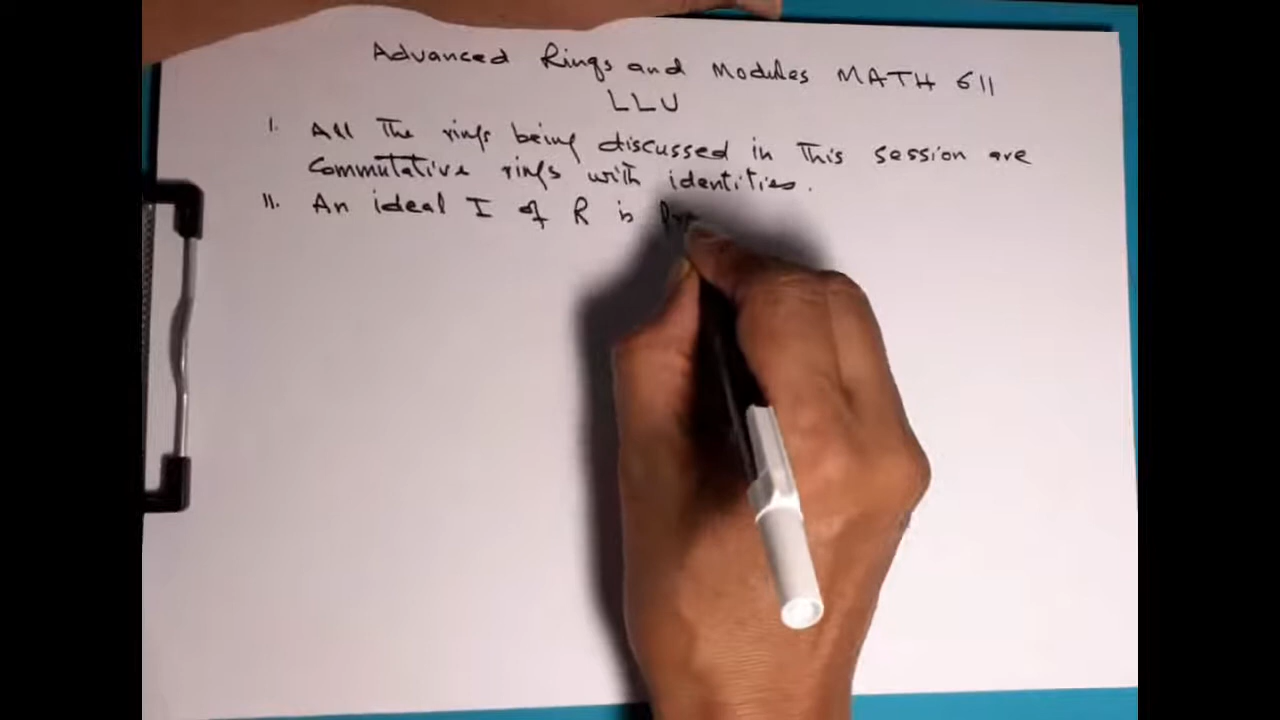 Advanced Rings and Modules MATH 611
LLU
I. All The rings being discussed in This session are
Commutative rings with identities.
II. An ideal I of R is